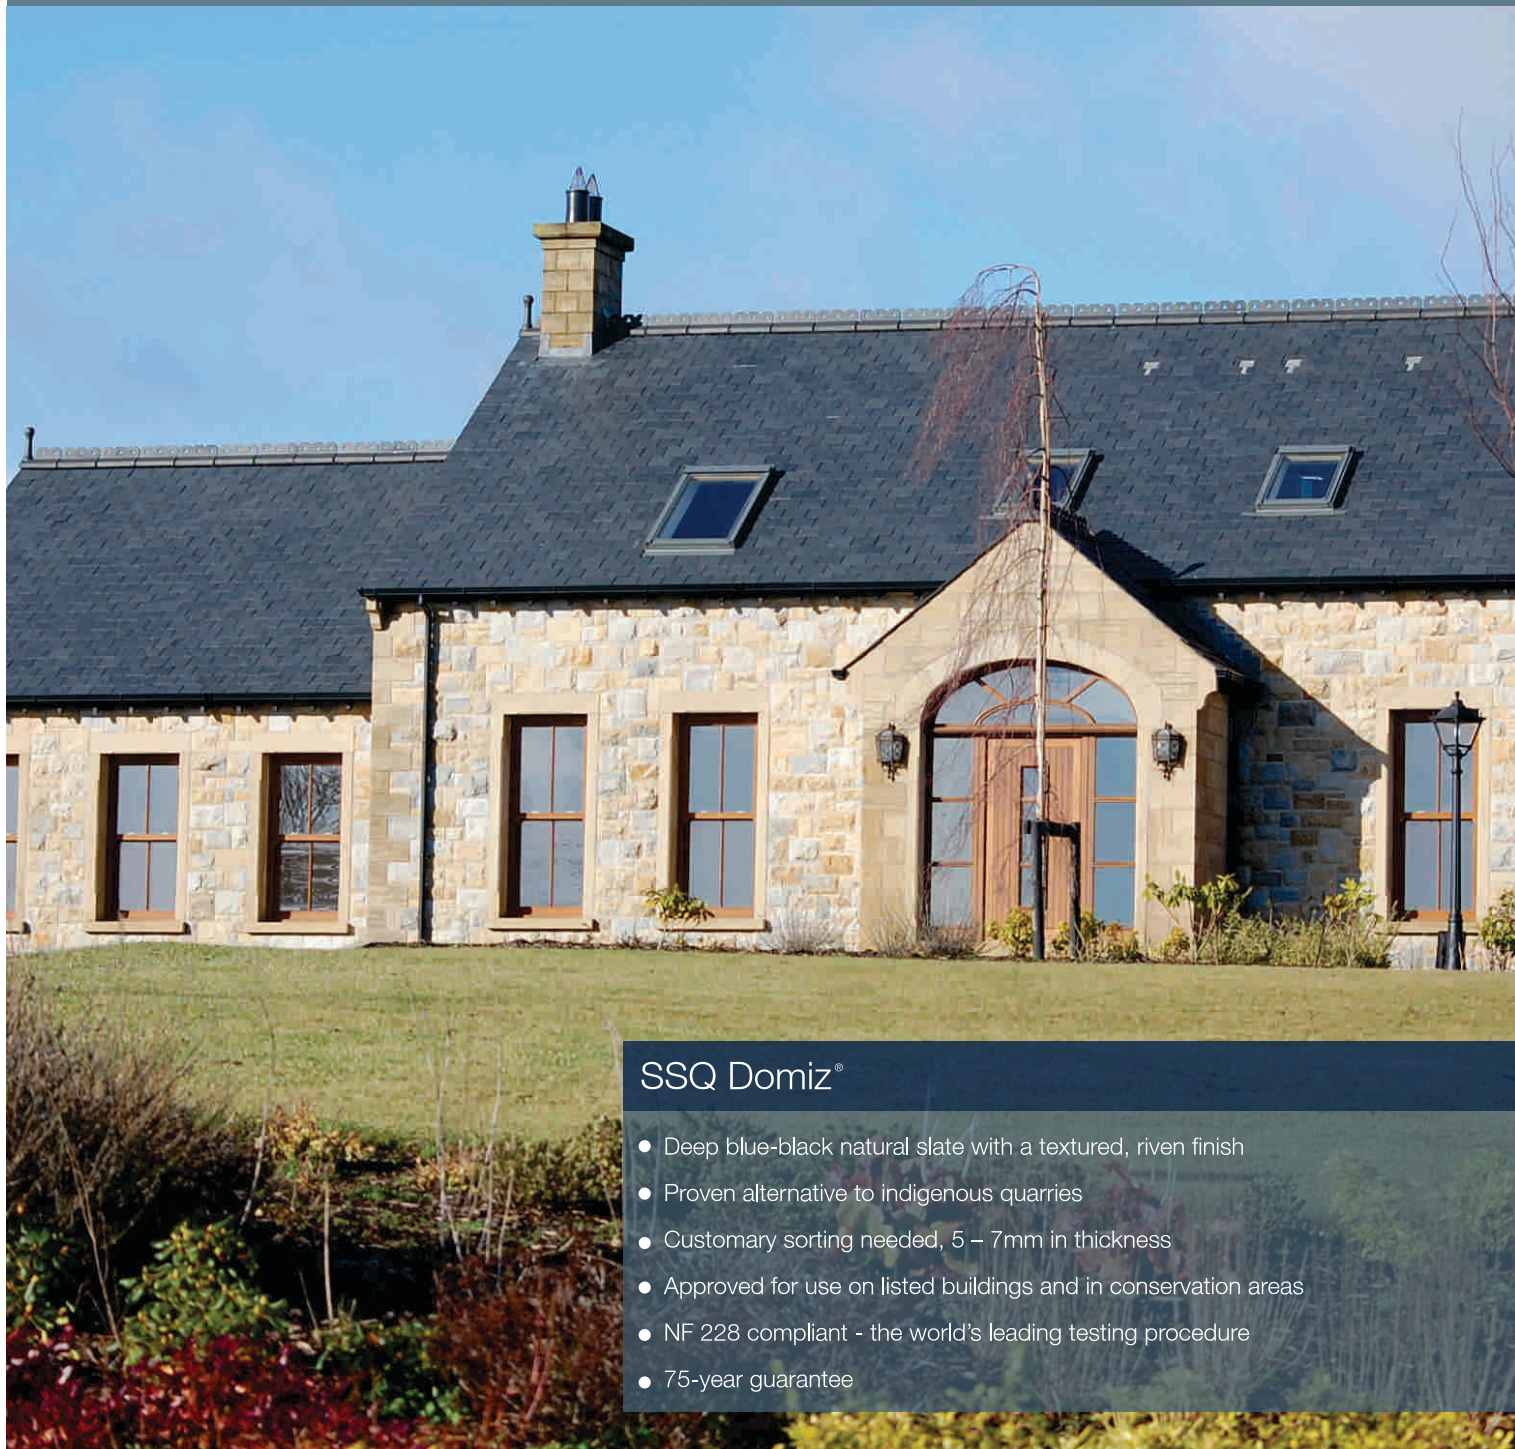 SSQ Domiz®
● Deep blue-black natural slate with a textured, riven finish
● Proven alternative to indigenous quarries
● Customary sorting needed, 5 – 7mm in thickness
● Approved for use on listed buildings and in conservation areas
● NF 228 compliant - the world's leading testing procedure
● 75-year guarantee